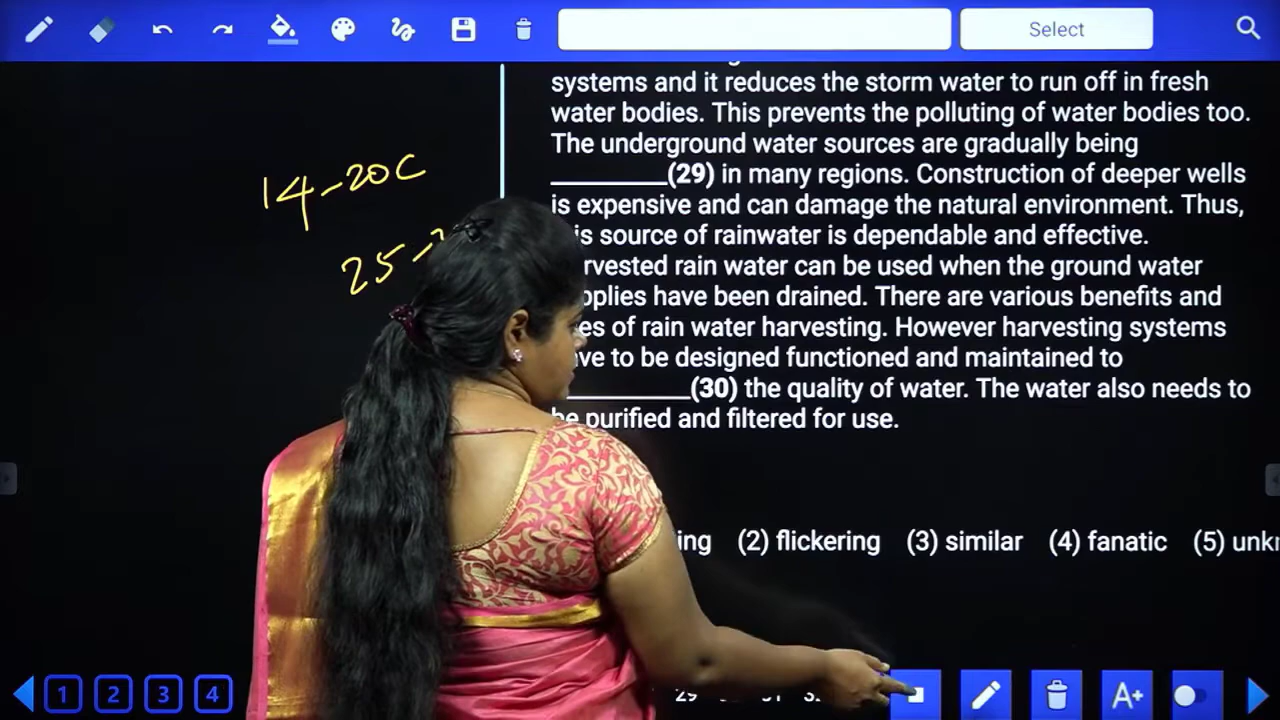 Select
systems and it reduces the storm water to run off in fresh
water bodies. This prevents the polluting of water bodies too.
The underground water sources are gradually being
_________(29) in many regions. Construction of deeper wells
is expensive and can damage the natural environment. Thus,
is source of rainwater is dependable and effective.
rvested rain water can be used when the ground water
pplies have been drained. There are various benefits and
es of rain water harvesting. However harvesting systems
ve to be designed functioned and maintained to
_________(30) the quality of water. The water also needs to
be purified and filtered for use.
14-20C
25-
ing (2) flickering (3) similar (4) fanatic (5) unk
1 2 3 4
29
A+